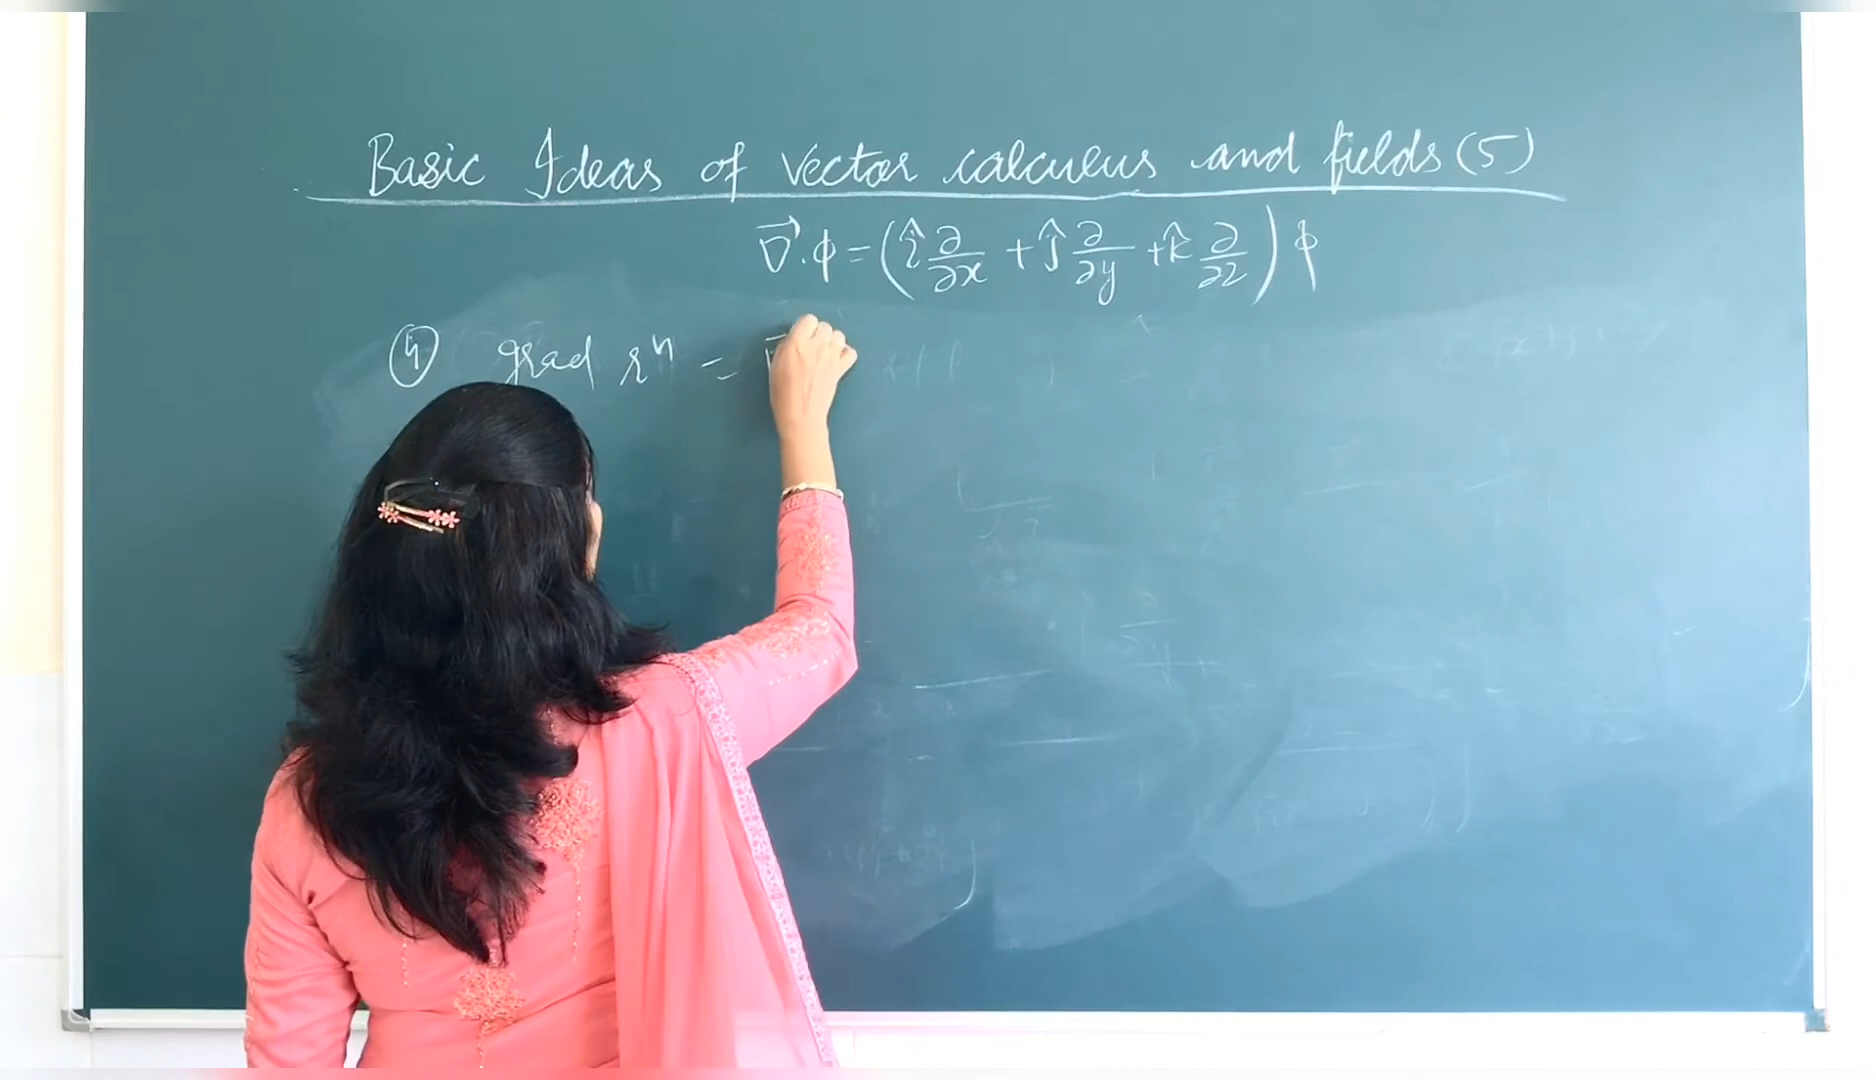 Basic Ideas of vector calculus and fields (5)
∇⃗.φ = (î ∂/∂x + ĵ ∂/∂y + k̂ ∂/∂z) φ
④ grad rⁿ =